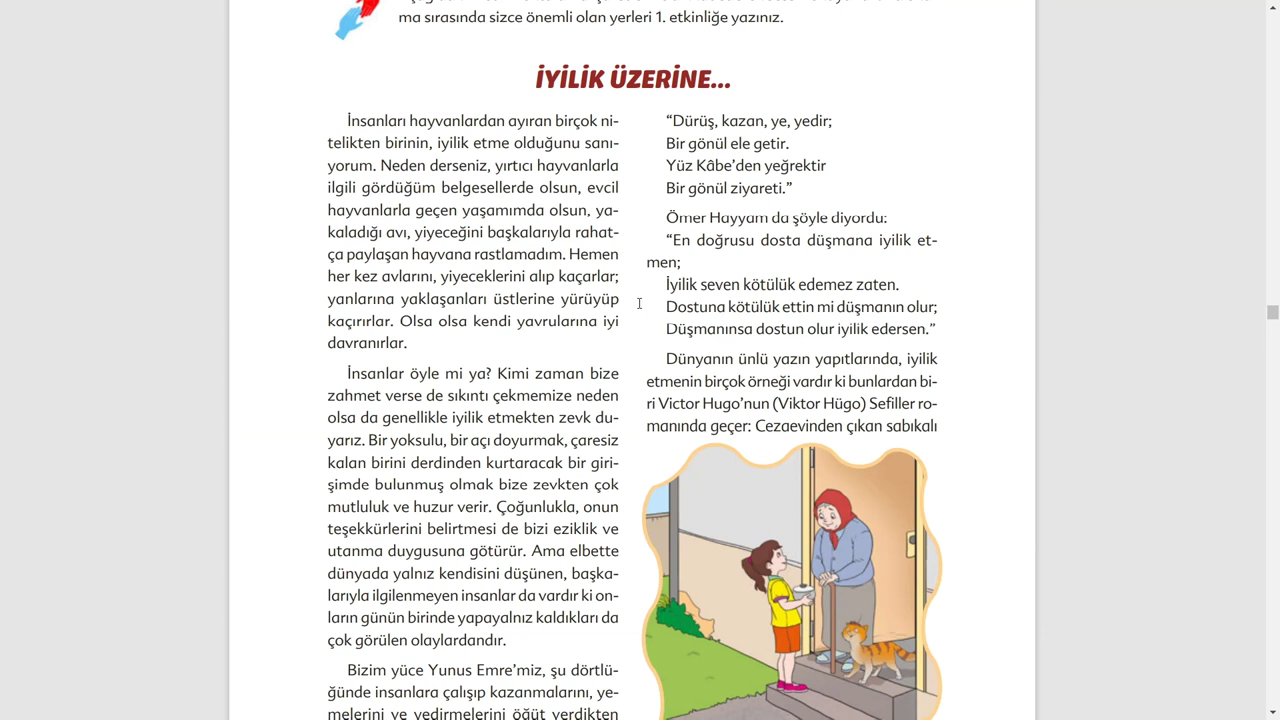 ma sırasında sizce önemli olan yerleri 1. etkinliğe yazınız.
İYİLİK ÜZERİNE...
İnsanları hayvanlardan ayıran birçok ni-
telikten birinin, iyilik etme olduğunu sanı-
yorum. Neden derseniz, yırtıcı hayvanlarla
ilgili gördüğüm belgesellerde olsun, evcil
hayvanlarla geçen yaşamımda olsun, ya-
kaladığı avı, yiyeceğini başkalarıyla rahat-
ça paylaşan hayvana rastlamadım. Hemen
her kez avlarını, yiyeceklerini alıp kaçarlar;
yanlarına yaklaşanları üstlerine yürüyüp
kaçırırlar. Olsa olsa kendi yavrularına iyi
davranırlar.
İnsanlar öyle mi ya? Kimi zaman bize
zahmet verse de sıkıntı çekmemize neden
olsa da genellikle iyilik etmekten zevk du-
yarız. Bir yoksulu, bir açı doyurmak, çaresiz
kalan birini derdinden kurtaracak bir giri-
şimde bulunmuş olmak bize zevkten çok
mutluluk ve huzur verir. Çoğunlukla, onun
teşekkürlerini belirtmesi de bizi eziklik ve
utanma duygusuna götürür. Ama elbette
dünyada yalnız kendisini düşünen, başka-
larıyla ilgilenmeyen insanlar da vardır ki on-
ların günün birinde yapayalnız kaldıkları da
çok görülen olaylardandır.
Bizim yüce Yunus Emre’miz, şu dörtlü-
ğünde insanlara çalışıp kazanmalarını, ye-
melerini ve yedirmelerini öğüt verdikten
“Dürüş, kazan, ye, yedir;
Bir gönül ele getir.
Yüz Kâbe’den yeğrektir
Bir gönül ziyareti.”
Ömer Hayyam da şöyle diyordu:
“En doğrusu dosta düşmana iyilik et-
men;
İyilik seven kötülük edemez zaten.
Dostuna kötülük ettin mi düşmanın olur;
Düşmanınsa dostun olur iyilik edersen.”
Dünyanın ünlü yazın yapıtlarında, iyilik
etmenin birçok örneği vardır ki bunlardan bi-
ri Victor Hugo’nun (Viktor Hügo) Sefiller ro-
manında geçer: Cezaevinden çıkan sabıkalı